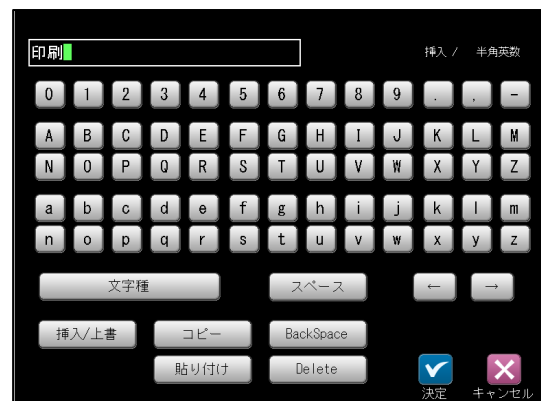 印刷 挿入 / 半角英数
0 1 2 3 4 5 6 7 8 9 . , -
A B C D E F G H I J K L M
N O P Q R S T U V W X Y Z
a b c d e f g h i j k l m
n o p q r s t u v w x y z
文字種 スペース ← →
挿入/上書 コピー BackSpace
貼り付け Delete
決定 キャンセル